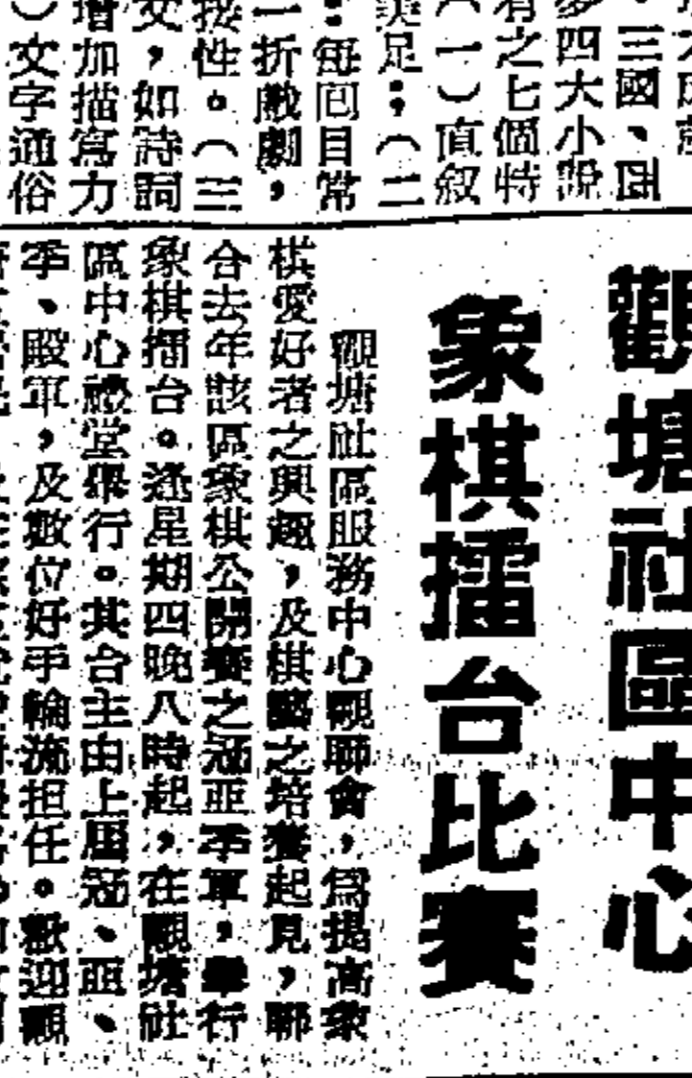 三國、
多四大小說
有之七個特
（一）直敘
美足：（二
：每回目常
一折戲劇，
接性。（三
文，如詩詞
增加描寫力
）文字通俗
觀塘社區中心
象棋擂台比賽
觀塘社區服務中心觀聯會，爲提高象
棋愛好者之興趣，及棋藝之培養起見，聯
合去年該區象棋公開賽之冠亞季軍，舉行
象棋擂台。逢星期四晚八時起，在觀塘社
區中心禮堂舉行。其台主由上屆冠、亞、
季、殿軍，及數位好手輪流担任。歡迎觀